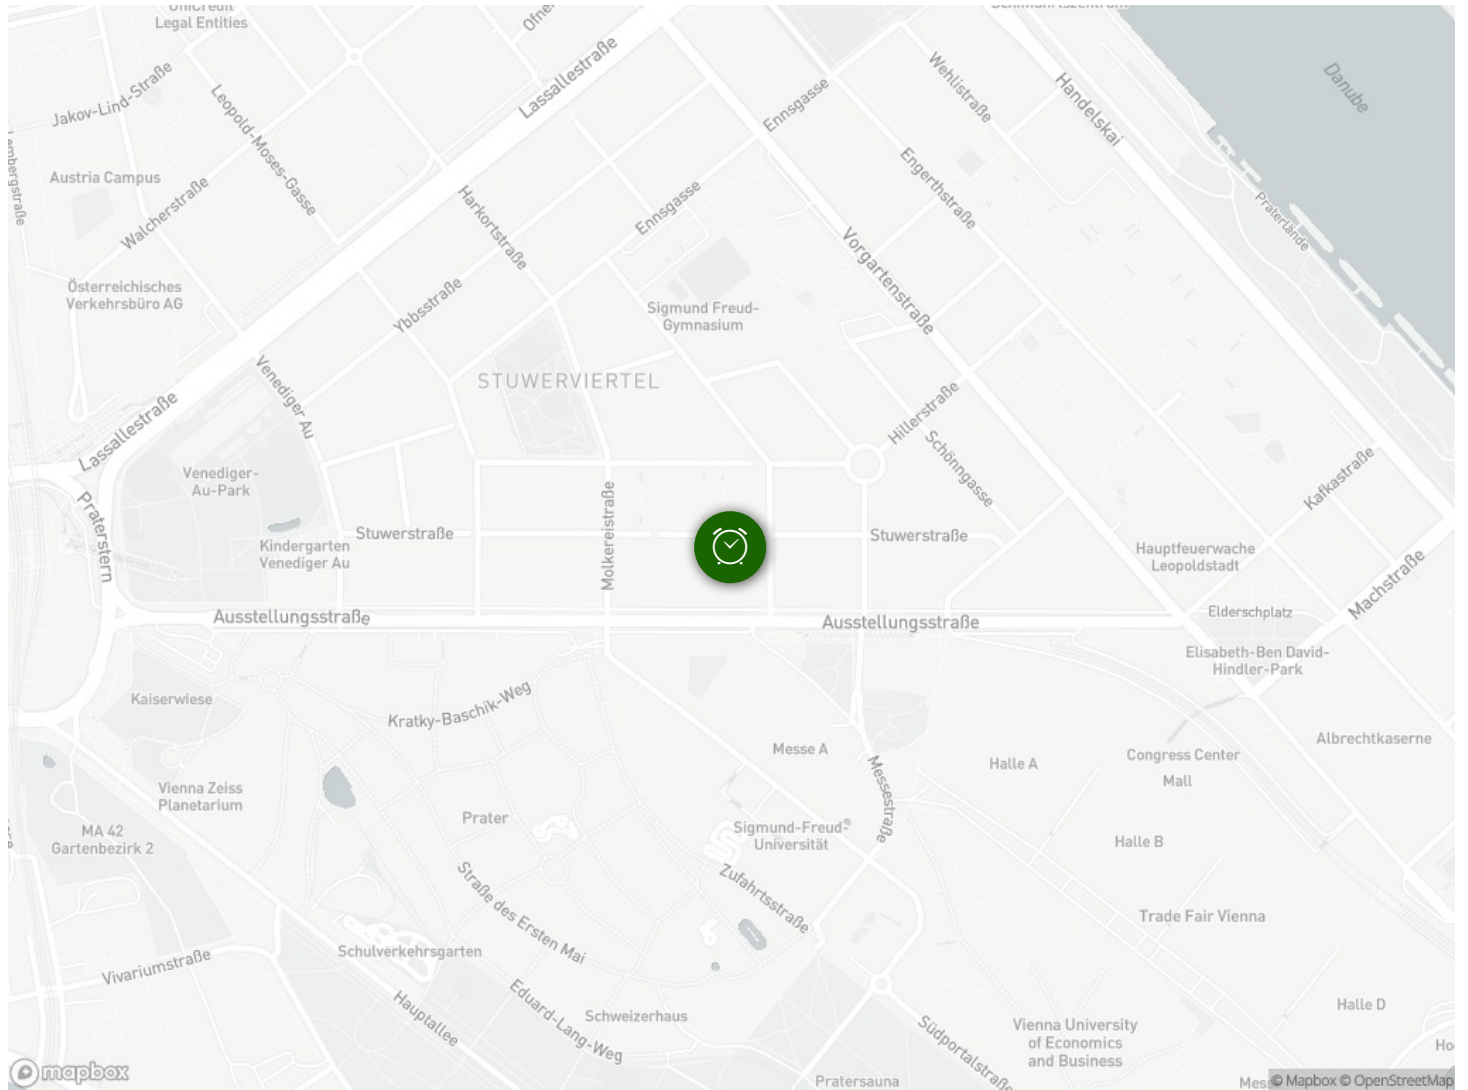 UniCredit
Legal Entities
Lassallestraße
Wehlistraße
Handelskai
Danube
Jakov-Lind-Straße
Leopold-Moses-Gasse
Ennsgasse
Engerthstraße
Austria Campus
Walcherstraße
Harkortstraße
Ennsgasse
Praterlände
Vorgartenstraße
Österreichisches
Verkehrsbüro AG
Ybbsstraße
Sigmund Freud-
Gymnasium
STUWERVIERTEL
Venediger Au
Lassallestraße
Hillerstraße
Schönngasse
Venediger-
Au-Park
Kafkastraße
Praterstern
Molkereistraße
Stuwerstraße
Stuwerstraße
Kindergarten
Venediger Au
Hauptfeuerwache
Leopoldstadt
Machstraße
Ausstellungsstraße
Ausstellungsstraße
Elderschplatz
Elisabeth-Ben David-
Hindler-Park
Kaiserwiese
Kratky-Baschik-Weg
Messe A
Halle A
Congress Center
Mall
Albrechtkaserne
Messestraße
Vienna Zeiss
Planetarium
Prater
Sigmund-Freud-
Universität
MA 42
Gartenbezirk 2
Halle B
Zufahrtsstraße
Straße des Ersten Mai
Trade Fair Vienna
Schulverkehrsgarten
Vivariumstraße
Hauptallee
Eduard-Lang-Weg
Schweizerhaus
Halle D
Südportalstraße
Vienna University
of Economics
and Business
Pratersauna
mapbox
© Mapbox © OpenStreetMap